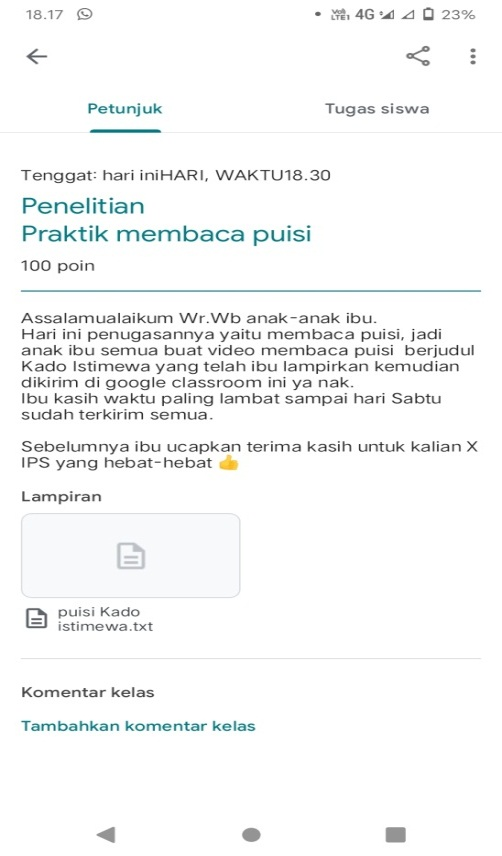 18.17
4G 23%
Petunjuk Tugas siswa
Tenggat: hari iniHARI, WAKTU18.30
Penelitian
Praktik membaca puisi
100 poin
Assalamualaikum Wr.Wb anak-anak ibu.
Hari ini penugasannya yaitu membaca puisi, jadi
anak ibu semua buat video membaca puisi berjudul
Kado Istimewa yang telah ibu lampirkan kemudian
dikirim di google classroom ini ya nak.
Ibu kasih waktu paling lambat sampai hari Sabtu
sudah terkirim semua.
Sebelumnya ibu ucapkan terima kasih untuk kalian X
IPS yang hebat-hebat 👍
Lampiran
puisi Kado
istimewa.txt
Komentar kelas
Tambahkan komentar kelas